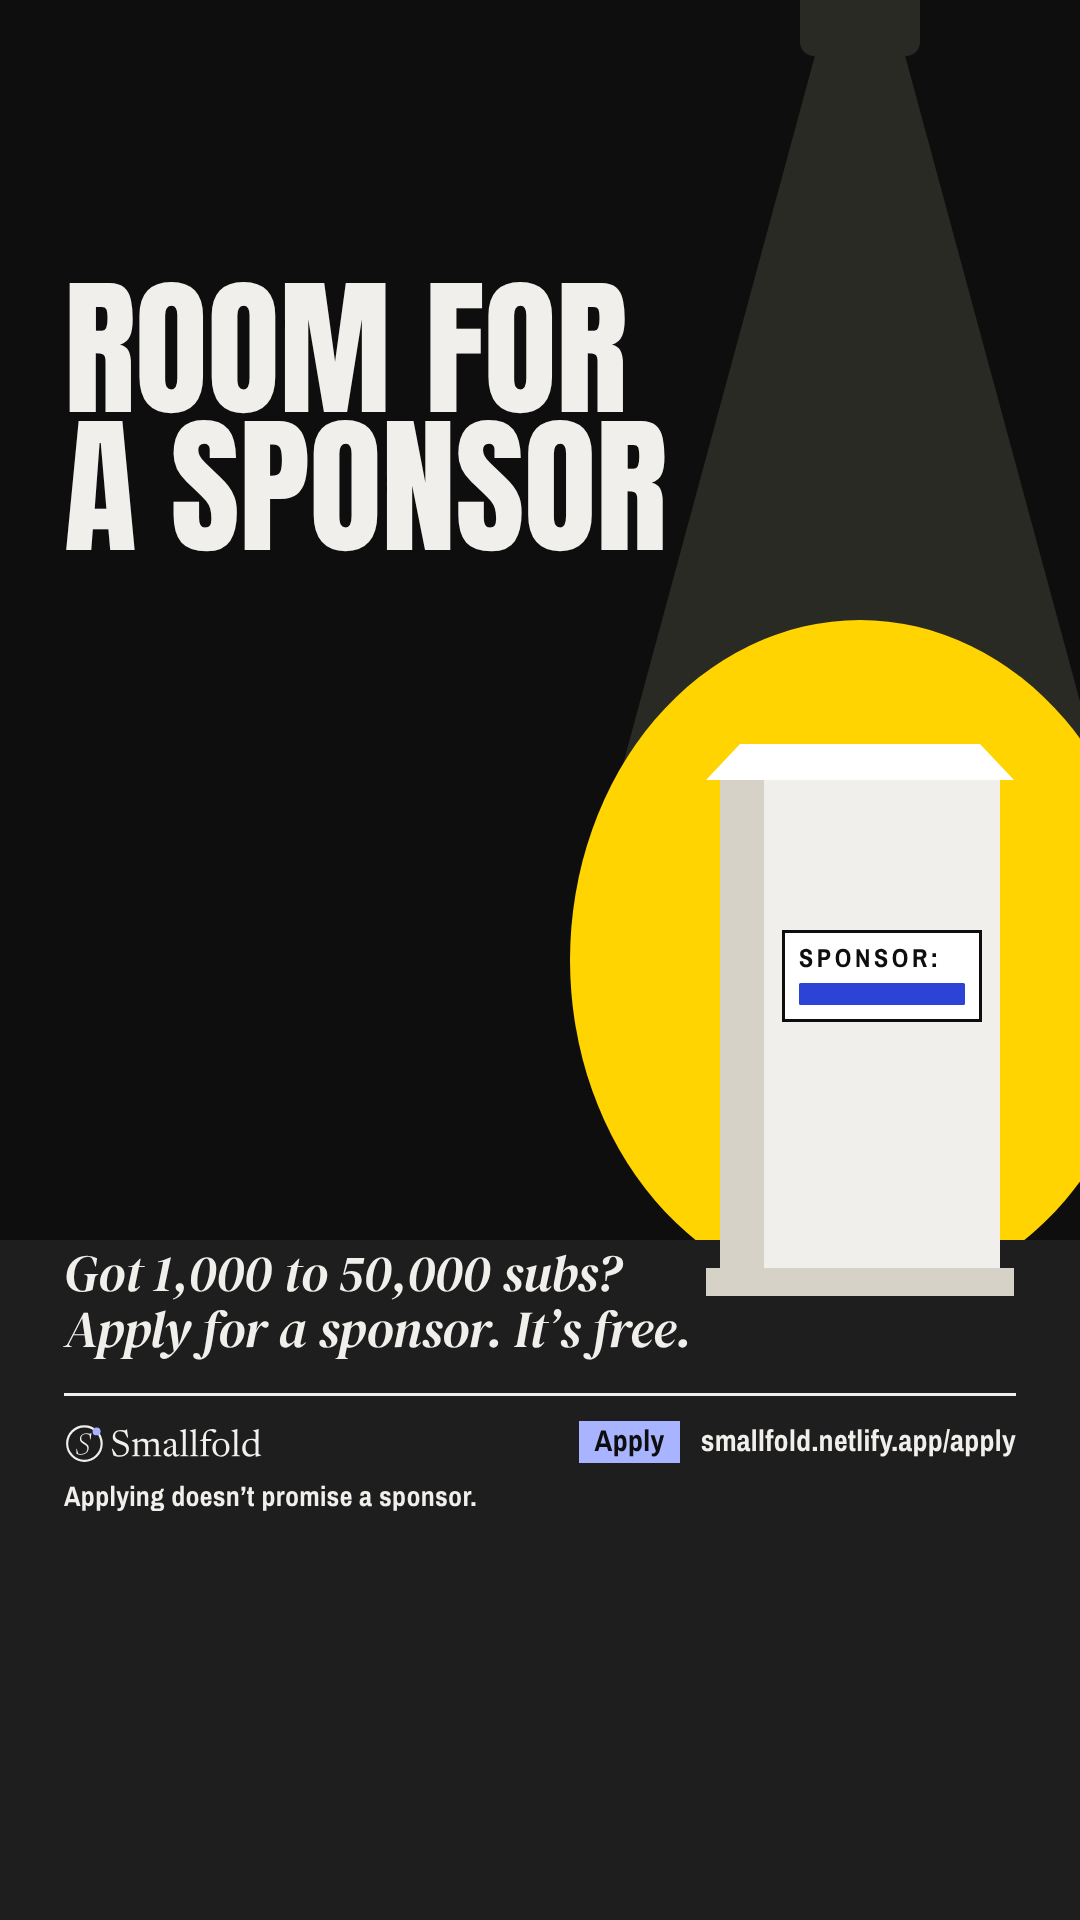 ROOM FOR
A SPONSOR
SPONSOR:
Got 1,000 to 50,000 subs?
Apply for a sponsor. It’s free.
S Smallfold
Apply smallfold.netlify.app/apply
Applying doesn’t promise a sponsor.